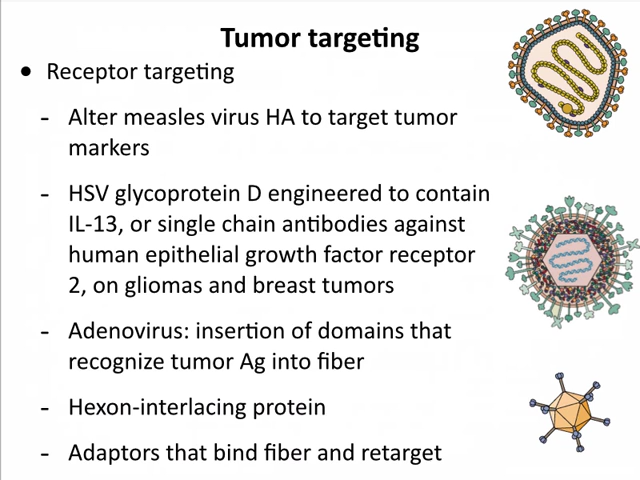 Tumor targeting
• Receptor targeting
- Alter measles virus HA to target tumor
markers
- HSV glycoprotein D engineered to contain
IL-13, or single chain antibodies against
human epithelial growth factor receptor
2, on gliomas and breast tumors
- Adenovirus: insertion of domains that
recognize tumor Ag into fiber
- Hexon-interlacing protein
- Adaptors that bind fiber and retarget